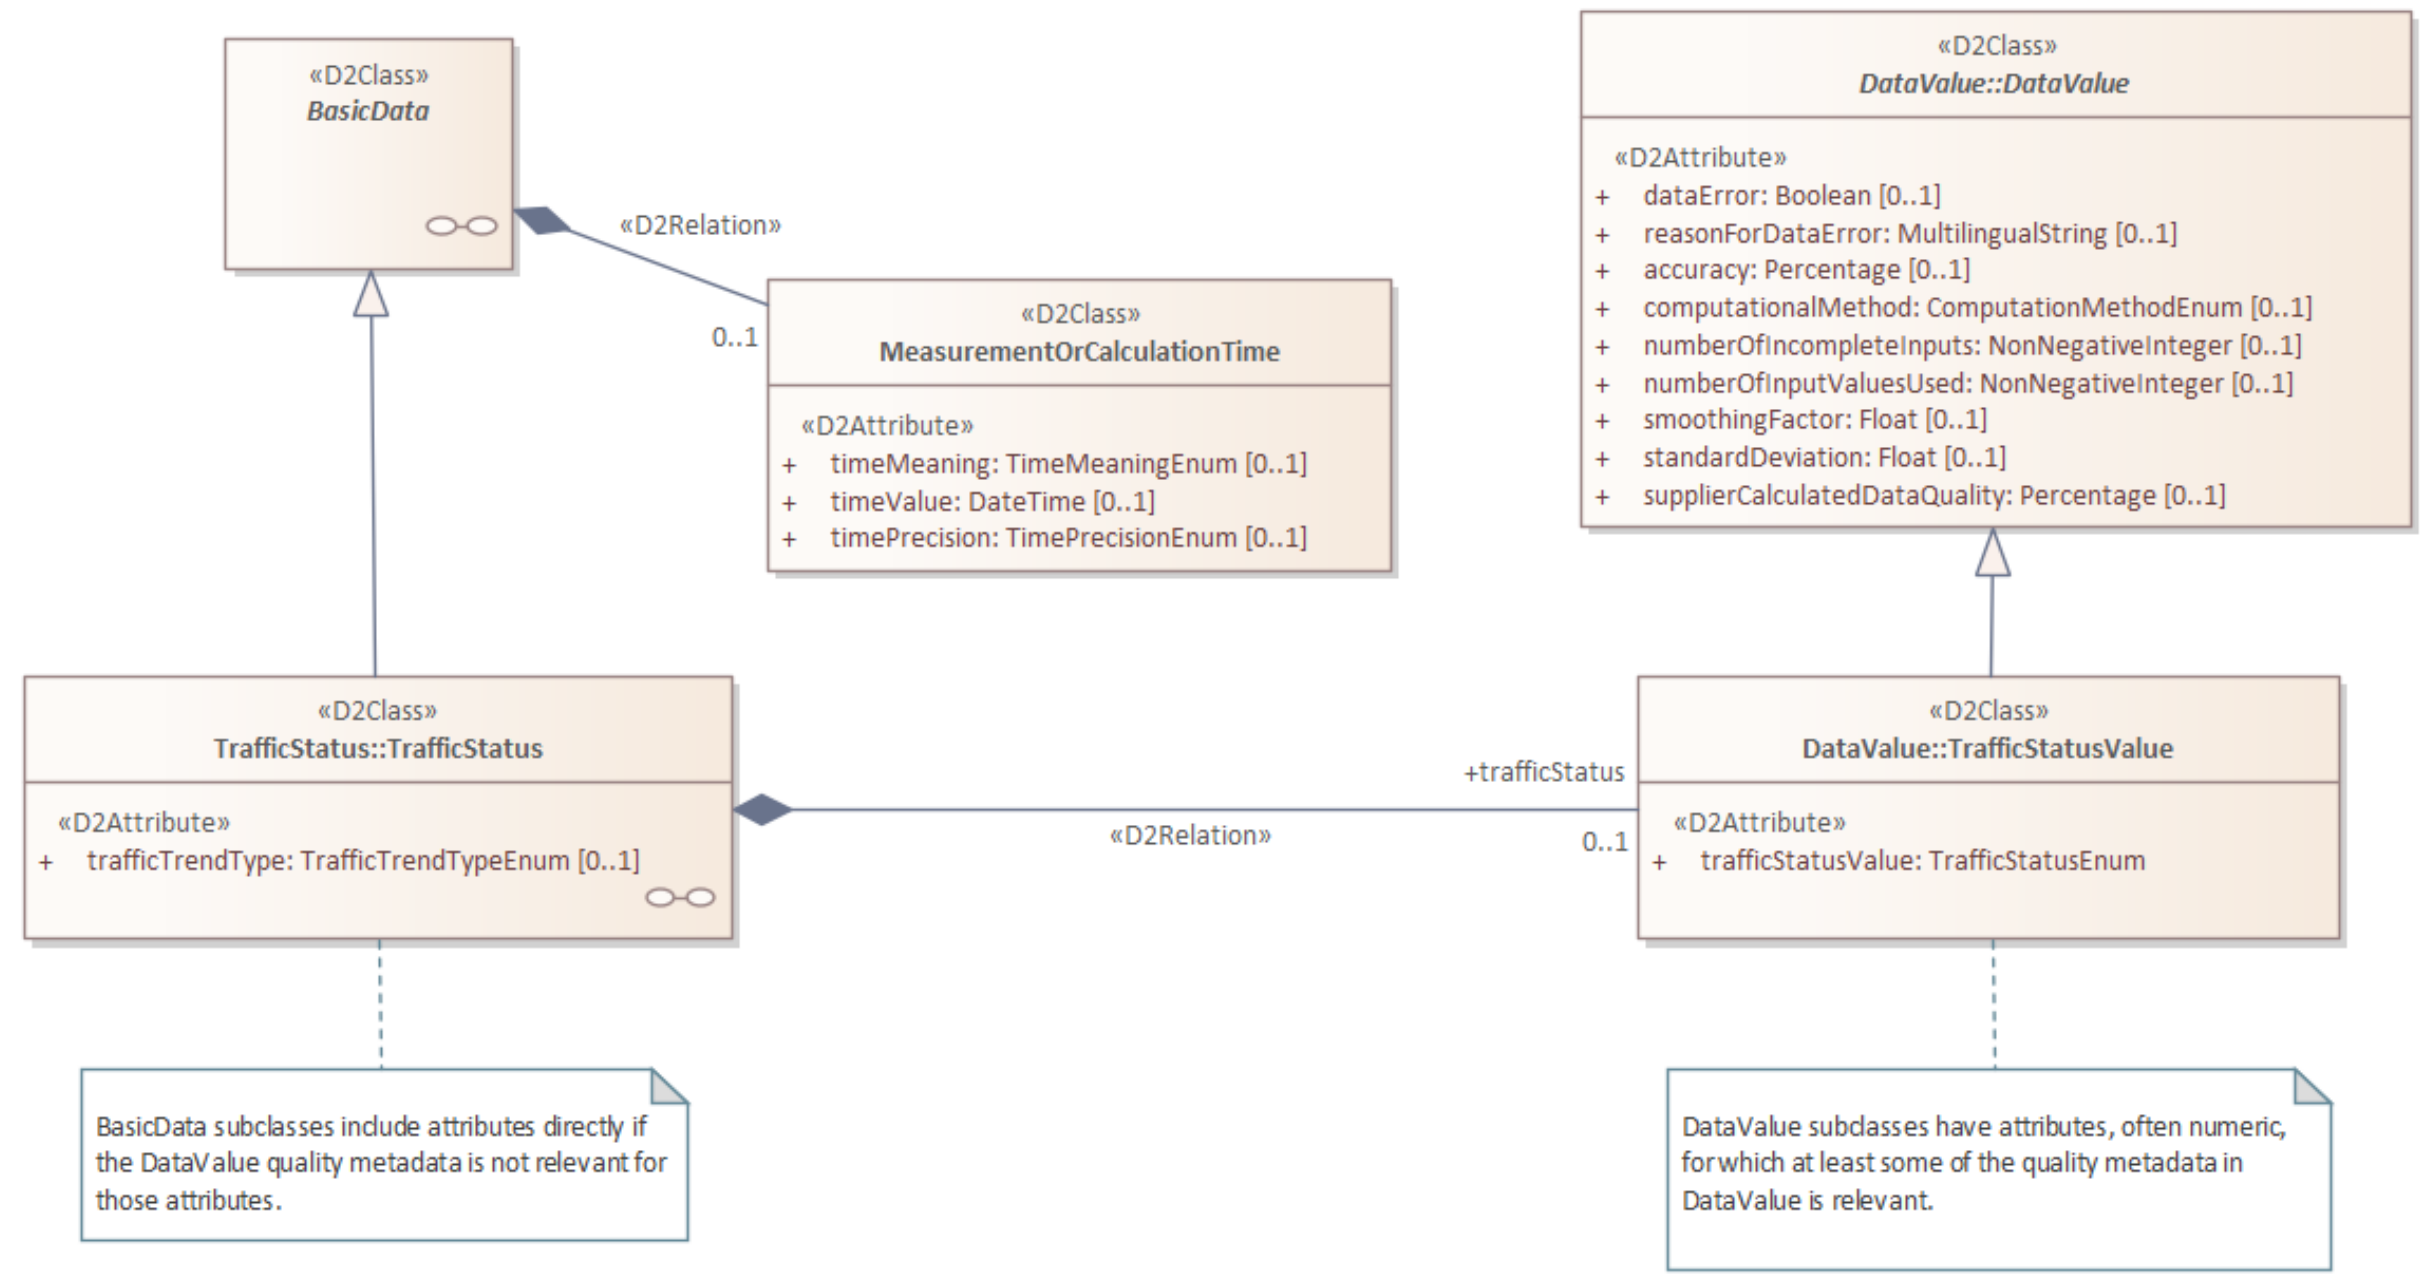 «D2Class»
BasicData
«D2Relation»
0..1
«D2Class»
MeasurementOrCalculationTime
«D2Attribute»
+ timeMeaning: TimeMeaningEnum [0..1]
+ timeValue: DateTime [0..1]
+ timePrecision: TimePrecisionEnum [0..1]
«D2Class»
DataValue::DataValue
«D2Attribute»
+ dataError: Boolean [0..1]
+ reasonForDataError: MultilingualString [0..1]
+ accuracy: Percentage [0..1]
+ computationalMethod: ComputationMethodEnum [0..1]
+ numberOfIncompleteInputs: NonNegativeInteger [0..1]
+ numberOfInputValuesUsed: NonNegativeInteger [0..1]
+ smoothingFactor: Float [0..1]
+ standardDeviation: Float [0..1]
+ supplierCalculatedDataQuality: Percentage [0..1]
«D2Class»
TrafficStatus::TrafficStatus
«D2Attribute»
+ trafficTrendType: TrafficTrendTypeEnum [0..1]
+trafficStatus
«D2Relation»
0..1
«D2Class»
DataValue::TrafficStatusValue
«D2Attribute»
+ trafficStatusValue: TrafficStatusEnum
BasicData subclasses include attributes directly if
the DataValue quality metadata is not relevant for
those attributes.
DataValue subclasses have attributes, often numeric,
for which at least some of the quality metadata in
DataValue is relevant.